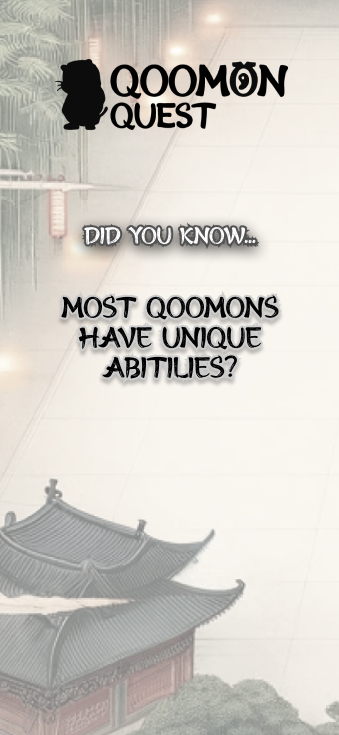 QOOMON
QUEST
DID YOU KNOW...
MOST QOOMONS
HAVE UNIQUE
ABITILIES?